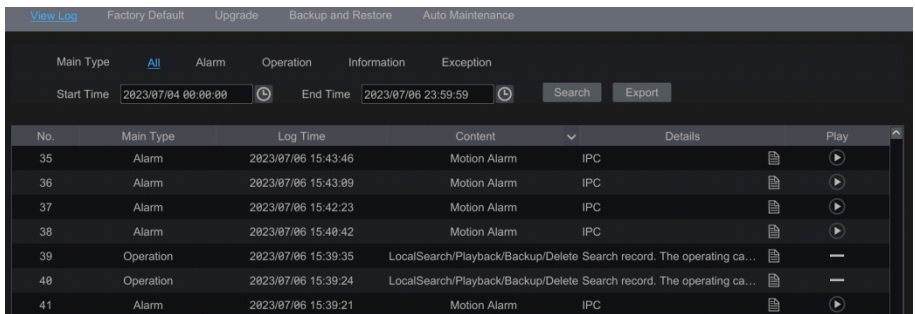 View Log Factory Default Upgrade Backup and Restore Auto Maintenance
Main Type All Alarm Operation Information Exception
Start Time 2023/07/04 00:00:00 End Time 2023/07/06 23:59:59 Search Export
No. Main Type Log Time Content Details Play
35 Alarm 2023/07/06 15:43:46 Motion Alarm IPC
36 Alarm 2023/07/06 15:43:09 Motion Alarm IPC
37 Alarm 2023/07/06 15:42:23 Motion Alarm IPC
38 Alarm 2023/07/06 15:40:42 Motion Alarm IPC
39 Operation 2023/07/06 15:39:35 LocalSearch/Playback/Backup/Delete Search record. The operating ca...
40 Operation 2023/07/06 15:39:24 LocalSearch/Playback/Backup/Delete Search record. The operating ca...
41 Alarm 2023/07/06 15:39:21 Motion Alarm IPC